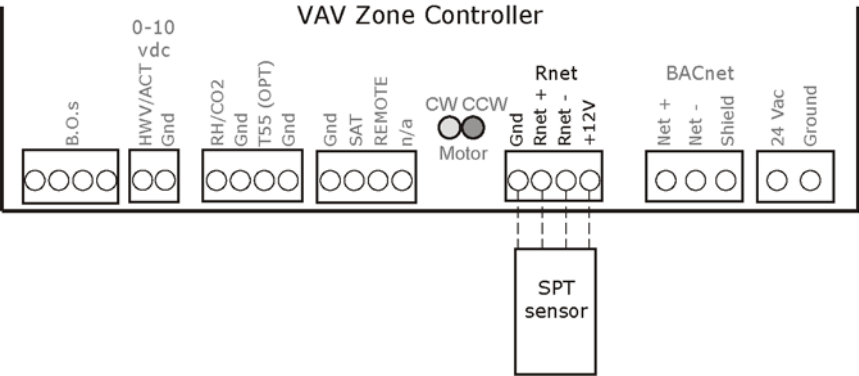 VAV Zone Controller
0-10
vdc
Rnet
BACnet
B.O.s
HWV/ACT
Gnd
RH/CO2
Gnd
T55 (OPT)
Gnd
Gnd
SAT
REMOTE
n/a
CW CCW
Motor
Gnd
Rnet +
Rnet -
+12V
Net +
Net -
Shield
24 Vac
Ground
SPT
sensor